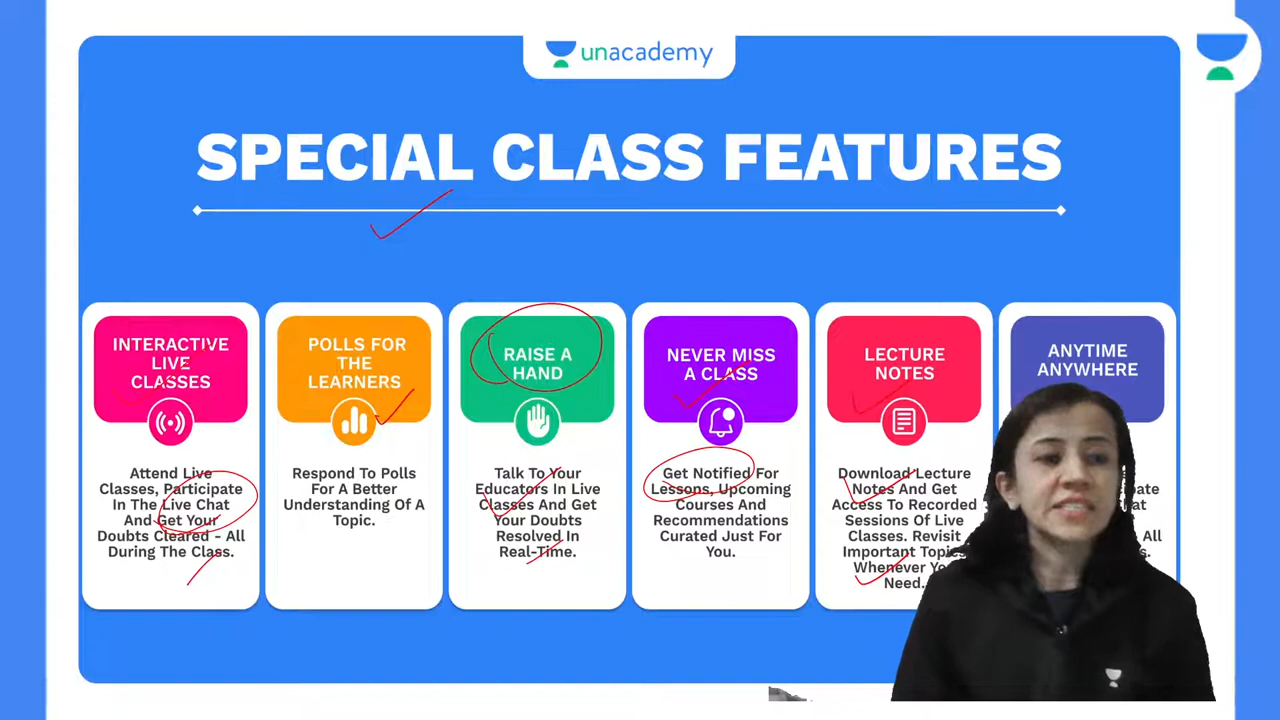 unacademy
SPECIAL CLASS FEATURES
INTERACTIVE
LIVE
CLASSES
Attend Live
Classes, Participate
In The Live Chat
And Get Your
Doubts Cleared - All
During The Class.
POLLS FOR
THE
LEARNERS
Respond To Polls
For A Better
Understanding Of A
Topic.
RAISE A
HAND
Talk To Your
Educators In Live
Classes And Get
Your Doubts
Resolved In
Real-Time.
NEVER MISS
A CLASS
Get Notified For
Lessons, Upcoming
Courses And
Recommendations
Curated Just For
You.
LECTURE
NOTES
Download Lecture
Notes And Get
Access To Recorded
Sessions Of Live
Classes. Revisit
Important Topics
Whenever You
Need.
ANYTIME
ANYWHERE
All